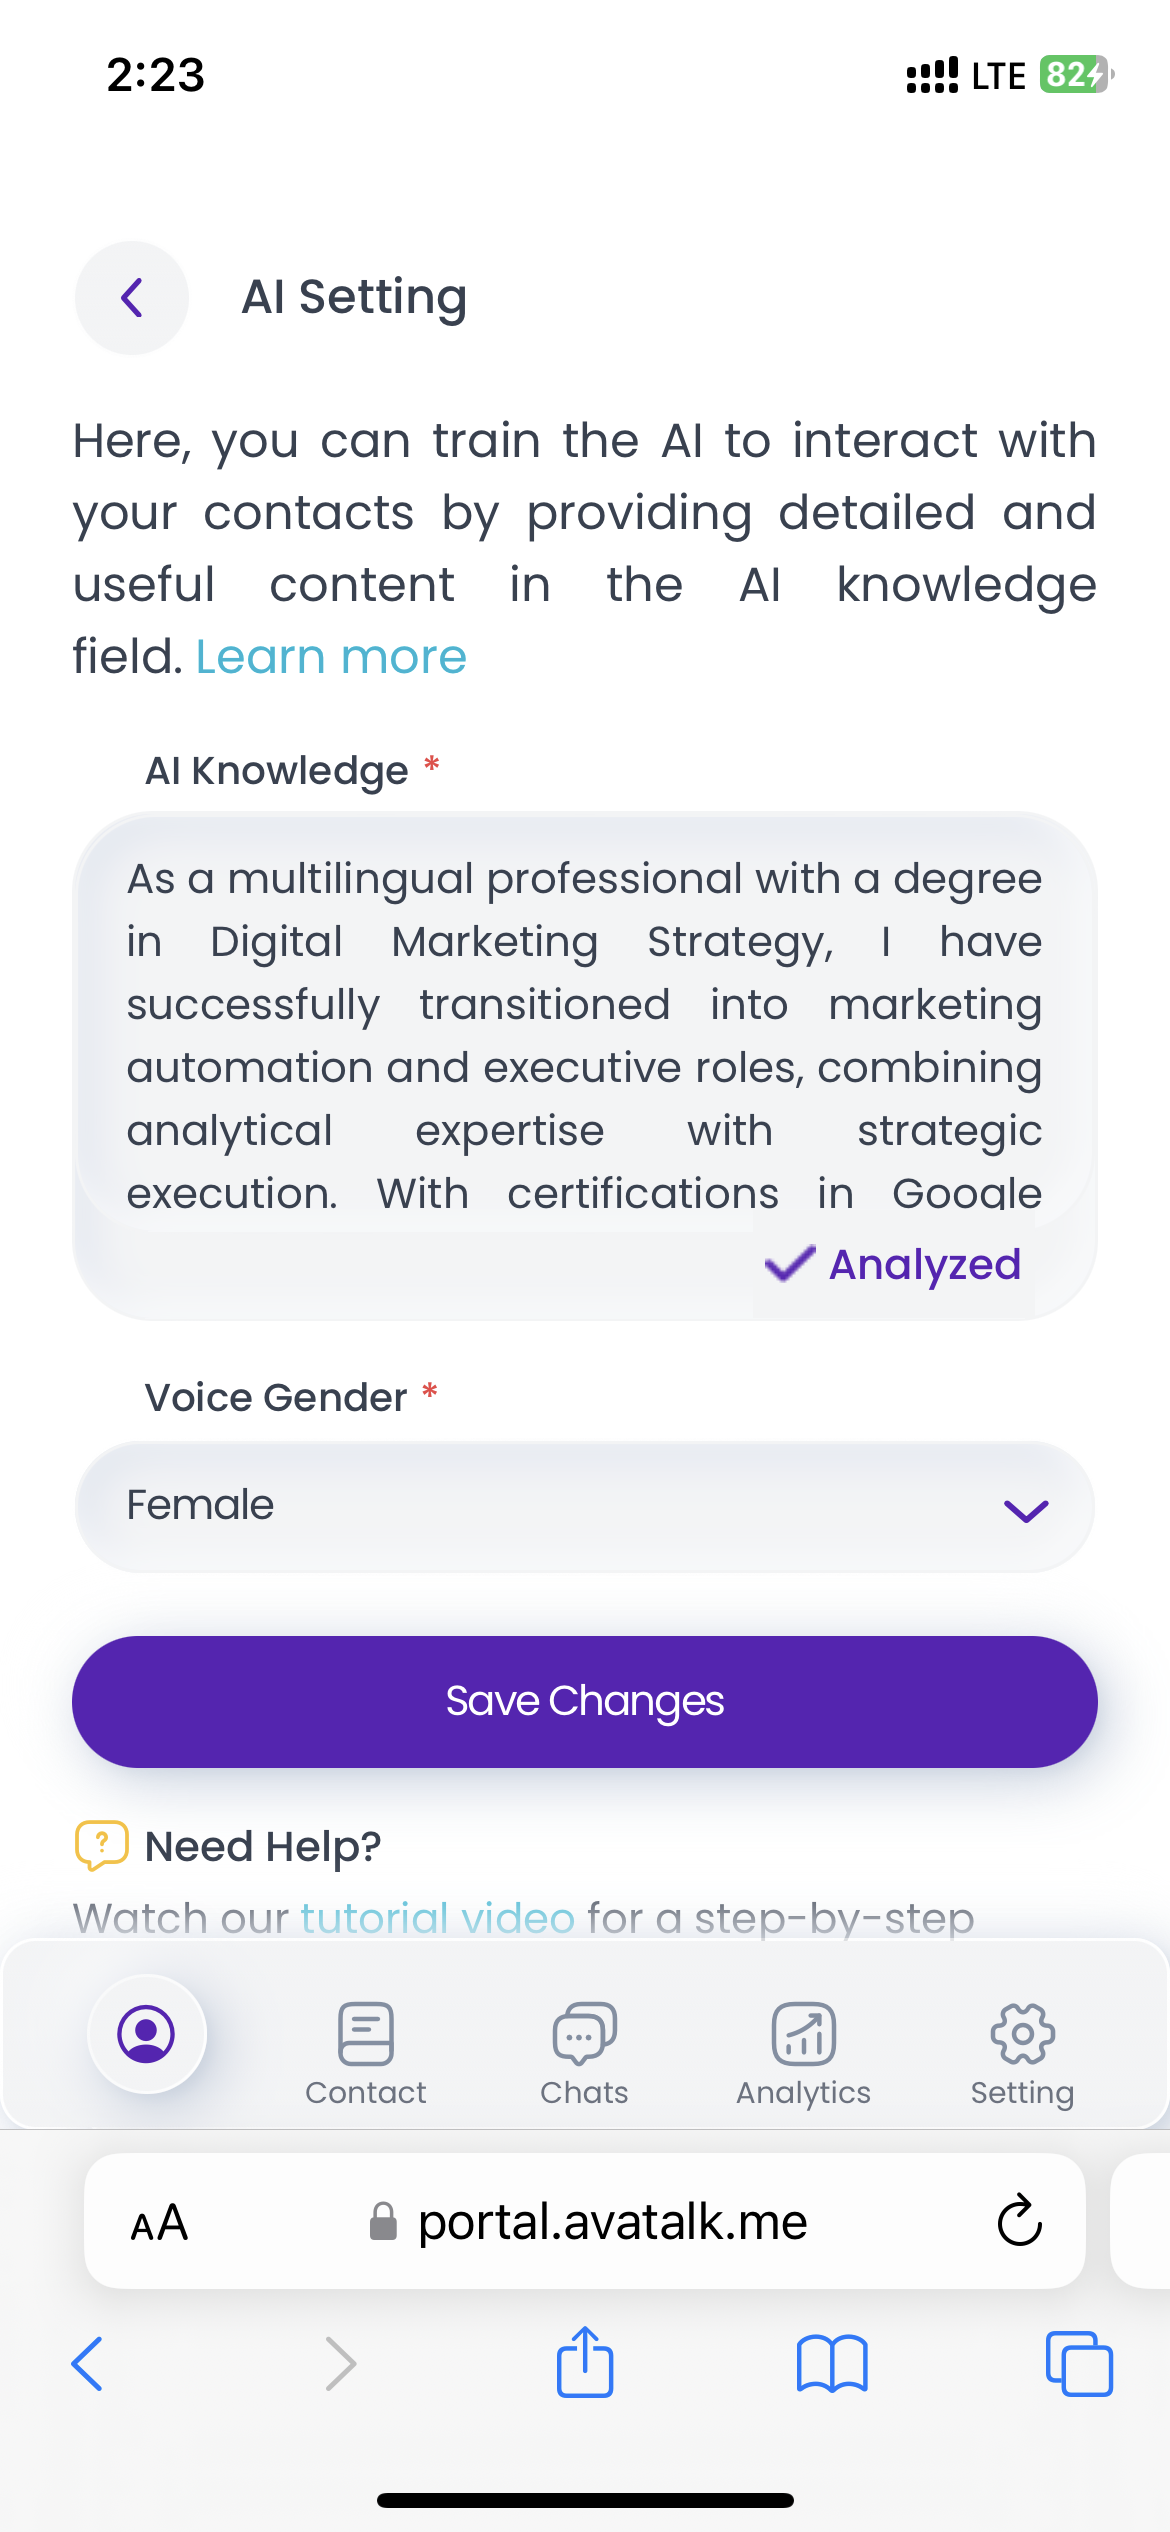 2:23
LTE 82
AI Setting
Here, you can train the AI to interact with
your contacts by providing detailed and
useful content in the AI knowledge
field. Learn more
AI Knowledge *
As a multilingual professional with a degree
in Digital Marketing Strategy, I have
successfully transitioned into marketing
automation and executive roles, combining
analytical expertise with strategic
execution. With certifications in Google
Analyzed
Voice Gender *
Female
Save Changes
? Need Help?
Watch our tutorial video for a step-by-step
Contact Chats Analytics Setting
AA portal.avatalk.me